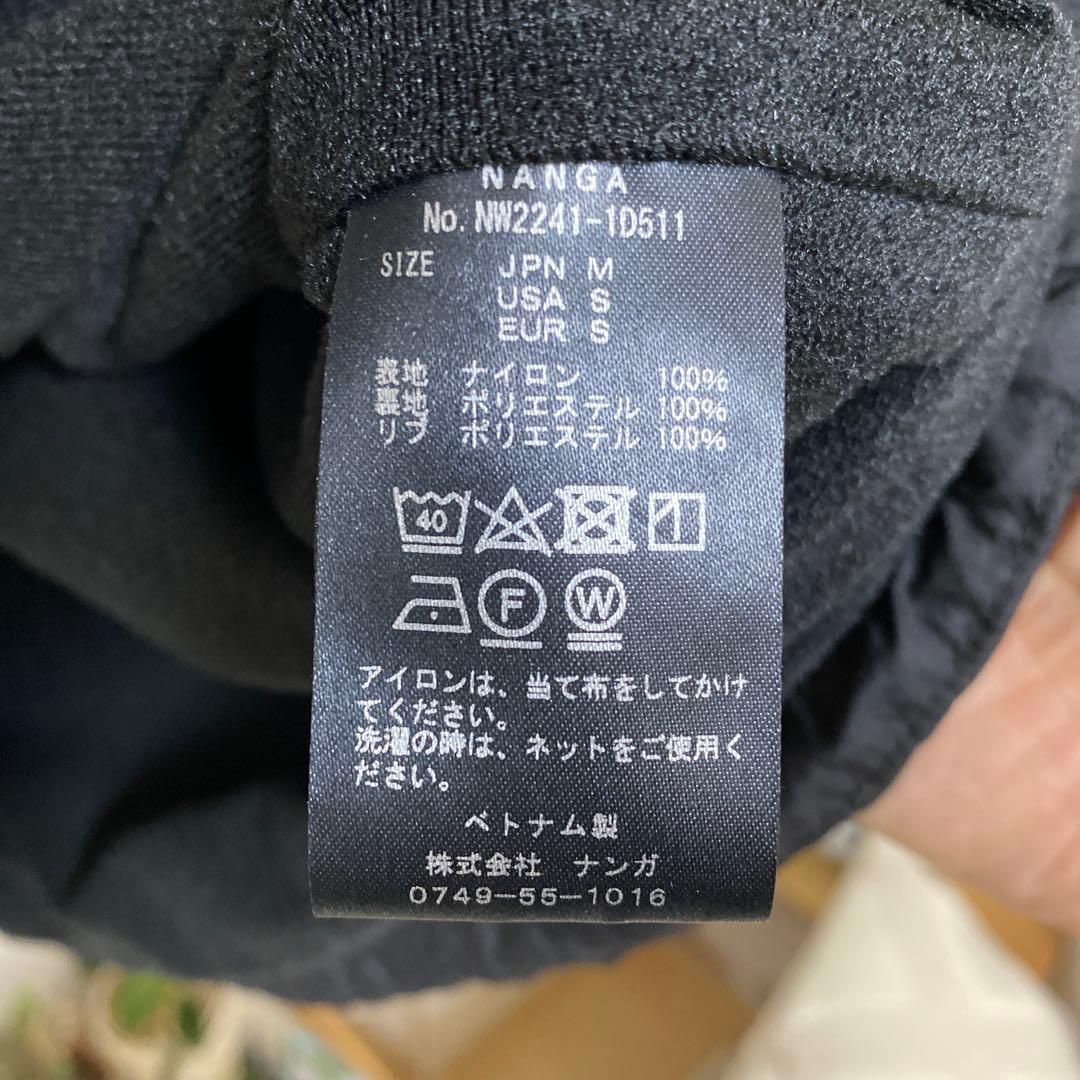 NANGA
No. NW2241-1D511
SIZE JPN M
USA S
EUR S
表地 ナイロン 100%
裏地 ポリエステル 100%
リブ ポリエステル 100%
40
F W
アイロンは、当て布をしてかけ
てください。
洗濯の時は、ネットをご使用く
ださい。
ベトナム製
株式会社 ナンガ
0749-55-1016